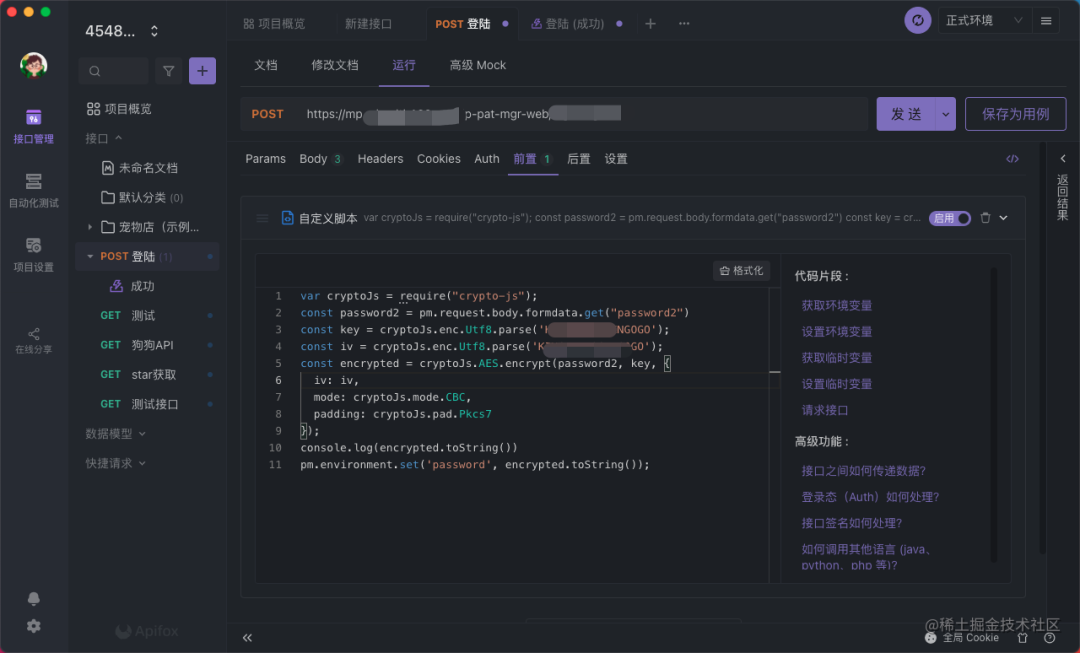 4548...
项目概览
新建接口
POST 登陆
登陆 (成功)
正式环境
文档
修改文档
运行
高级 Mock
POST
https://mp
p-pat-mgr-web/
发 送
保存为用例
Params
Body 3
Headers
Cookies
Auth
前置 1
后置
设置
接口管理
自动化测试
项目设置
在线分享
项目概览
接口
未命名文档
默认分类 (0)
宠物店（示例...
POST 登陆 (1)
成功
GET 测试
GET 狗狗API
GET star获取
GET 测试接口
数据模型
快捷请求
Apifox
自定义脚本
var cryptoJs = require("crypto-js"); const password2 = pm.request.body.formdata.get("password2") const key = cr...
启用
格式化
1 var cryptoJs = require("crypto-js");
2 const password2 = pm.request.body.formdata.get("password2")
3 const key = cryptoJs.enc.Utf8.parse('K NGOGO');
4 const iv = cryptoJs.enc.Utf8.parse('K GO');
5 const encrypted = cryptoJs.AES.encrypt(password2, key, {
6 iv: iv,
7 mode: cryptoJs.mode.CBC,
8 padding: cryptoJs.pad.Pkcs7
9 });
10 console.log(encrypted.toString())
11 pm.environment.set('password', encrypted.toString());
代码片段：
获取环境变量
设置环境变量
获取临时变量
设置临时变量
请求接口
高级功能：
接口之间如何传递数据?
登录态（Auth）如何处理?
接口签名如何处理?
如何调用其他语言 (java、
python、php 等)?
返回结果
@稀土掘金技术社区
全局 Cookie